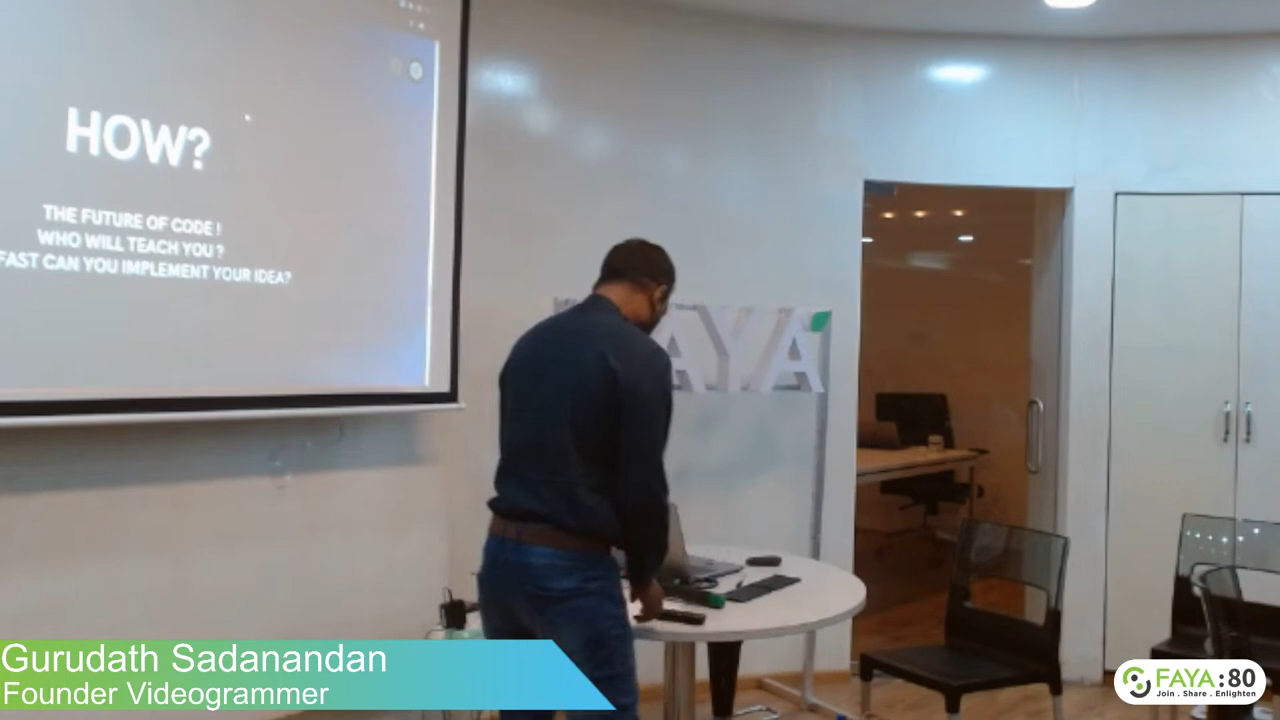 HOW?
THE FUTURE OF CODE !
WHO WILL TEACH YOU ?
FAST CAN YOU IMPLEMENT YOUR IDEA?
AYA
Gurudath Sadanandan
Founder Videogrammer
FAYA:80
Join . Share . Enlighten